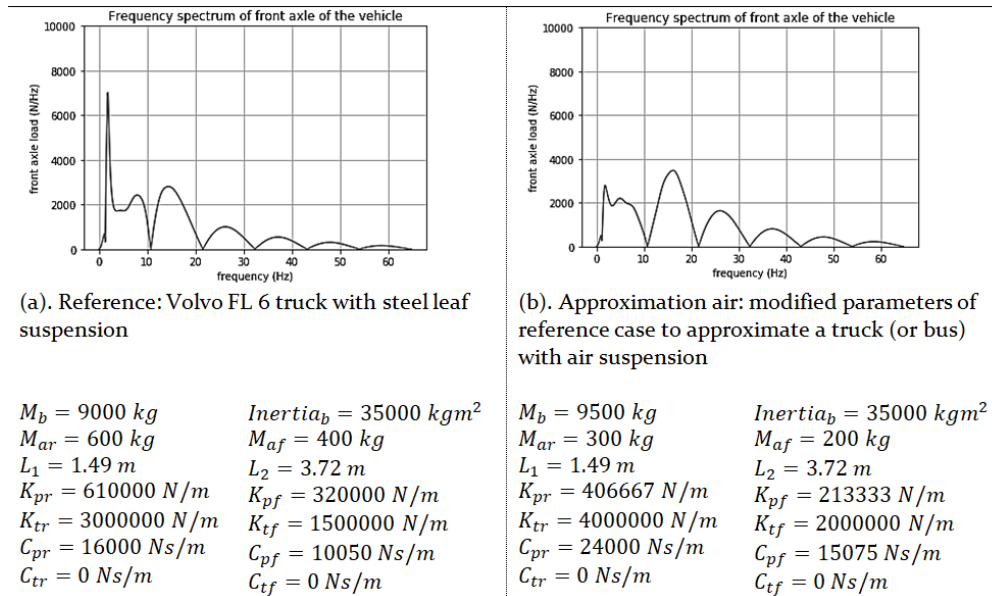 Frequency spectrum of front axle of the vehicle
10000
8000
6000
4000
2000
0
front axle load (N/Hz)
0 10 20 30 40 50 60
frequency (Hz)
(a). Reference: Volvo FL 6 truck with steel leaf
suspension
M_b = 9000 kg Inertia_b = 35000 kgm²
M_ar = 600 kg M_af = 400 kg
L_1 = 1.49 m L_2 = 3.72 m
K_pr = 610000 N/m K_pf = 320000 N/m
K_tr = 3000000 N/m K_tf = 1500000 N/m
C_pr = 16000 Ns/m C_pf = 10050 Ns/m
C_tr = 0 Ns/m C_tf = 0 Ns/m
Frequency spectrum of front axle of the vehicle
10000
8000
6000
4000
2000
0
front axle load (N/Hz)
0 10 20 30 40 50 60
frequency (Hz)
(b). Approximation air: modified parameters of
reference case to approximate a truck (or bus)
with air suspension
M_b = 9500 kg Inertia_b = 35000 kgm²
M_ar = 300 kg M_af = 200 kg
L_1 = 1.49 m L_2 = 3.72 m
K_pr = 406667 N/m K_pf = 213333 N/m
K_tr = 4000000 N/m K_tf = 2000000 N/m
C_pr = 24000 Ns/m C_pf = 15075 Ns/m
C_tr = 0 Ns/m C_tf = 0 Ns/m